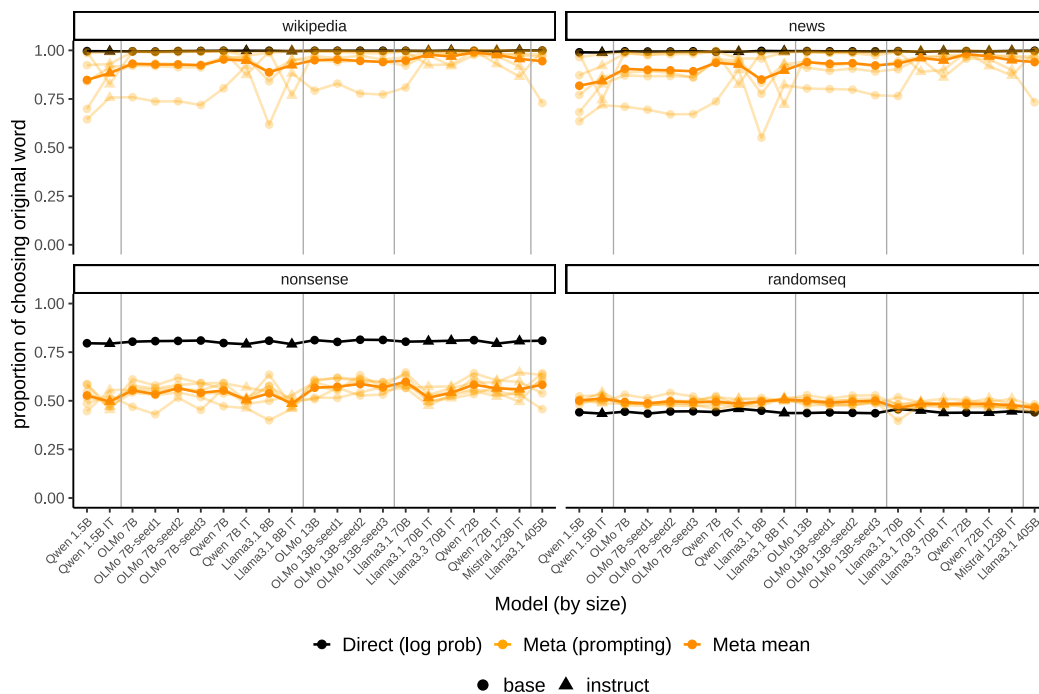 wikipedia
news
1.00
0.75
0.50
0.25
0.00
nonsense
randomseq
1.00
0.75
0.50
0.25
0.00
proportion of choosing original word
Qwen 1.5B
Qwen 1.5B IT
OLMo 7B
OLMo 7B-seed1
OLMo 7B-seed2
OLMo 7B-seed3
Qwen 7B
Qwen 7B IT
Llama3.1 8B
Llama3.1 8B IT
OLMo 13B
OLMo 13B-seed1
OLMo 13B-seed2
OLMo 13B-seed3
Llama3.1 70B
Llama3.1 70B IT
Llama3.3 70B IT
Qwen 72B
Qwen 72B IT
Mistral 123B IT
Llama3.1 405B
Qwen 1.5B
Qwen 1.5B IT
OLMo 7B
OLMo 7B-seed1
OLMo 7B-seed2
OLMo 7B-seed3
Qwen 7B
Qwen 7B IT
Llama3.1 8B
Llama3.1 8B IT
OLMo 13B
OLMo 13B-seed1
OLMo 13B-seed2
OLMo 13B-seed3
Llama3.1 70B
Llama3.1 70B IT
Llama3.3 70B IT
Qwen 72B
Qwen 72B IT
Mistral 123B IT
Llama3.1 405B
Model (by size)
Direct (log prob) Meta (prompting) Meta mean
base instruct